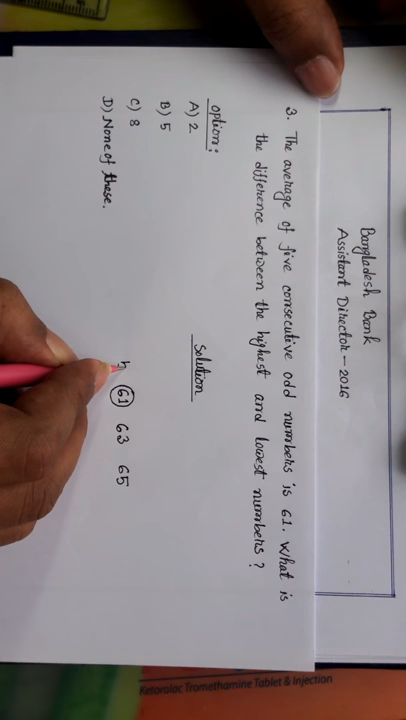 Bangladesh Bank
Assistant Director - 2016
3. The average of five consecutive odd numbers is 61. What is
the difference between the highest and lowest numbers?
option:
A) 2
B) 5
C) 8
D) None of these.
Solution
61 63 65
Ketorolac Tromethamine Tablet & Injection